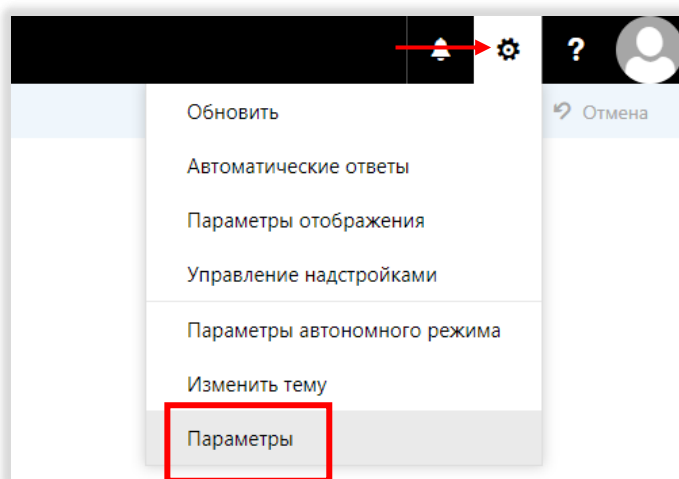 ?
Отмена
Обновить
Автоматические ответы
Параметры отображения
Управление надстройками
Параметры автономного режима
Изменить тему
Параметры